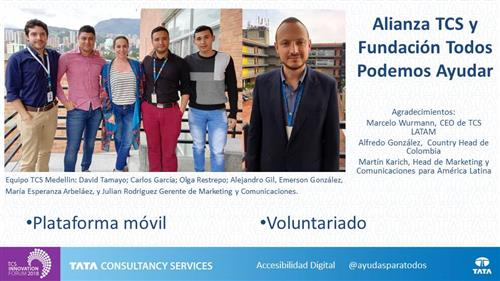 Alianza TCS y
Fundación Todos
Podemos Ayudar
Agradecimientos:
Marcelo Wurmann, CEO de TCS
LATAM
Alfredo González, Country Head de
Colombia
Martín Karich, Head de Marketing y
Comunicaciones para América Latina
Equipo TCS Medellín: David Tamayo; Carlos García; Olga Restrepo; Alejandro Gil, Emerson González,
María Esperanza Arbeláez, y Julian Rodríguez Gerente de Marketing y Comunicaciones.
•Plataforma móvil
•Voluntariado
TCS
INNOVATION
FORUM 2018
TATA CONSULTANCY SERVICES
Accesibilidad Digital
@ayudasparatodos
TATA